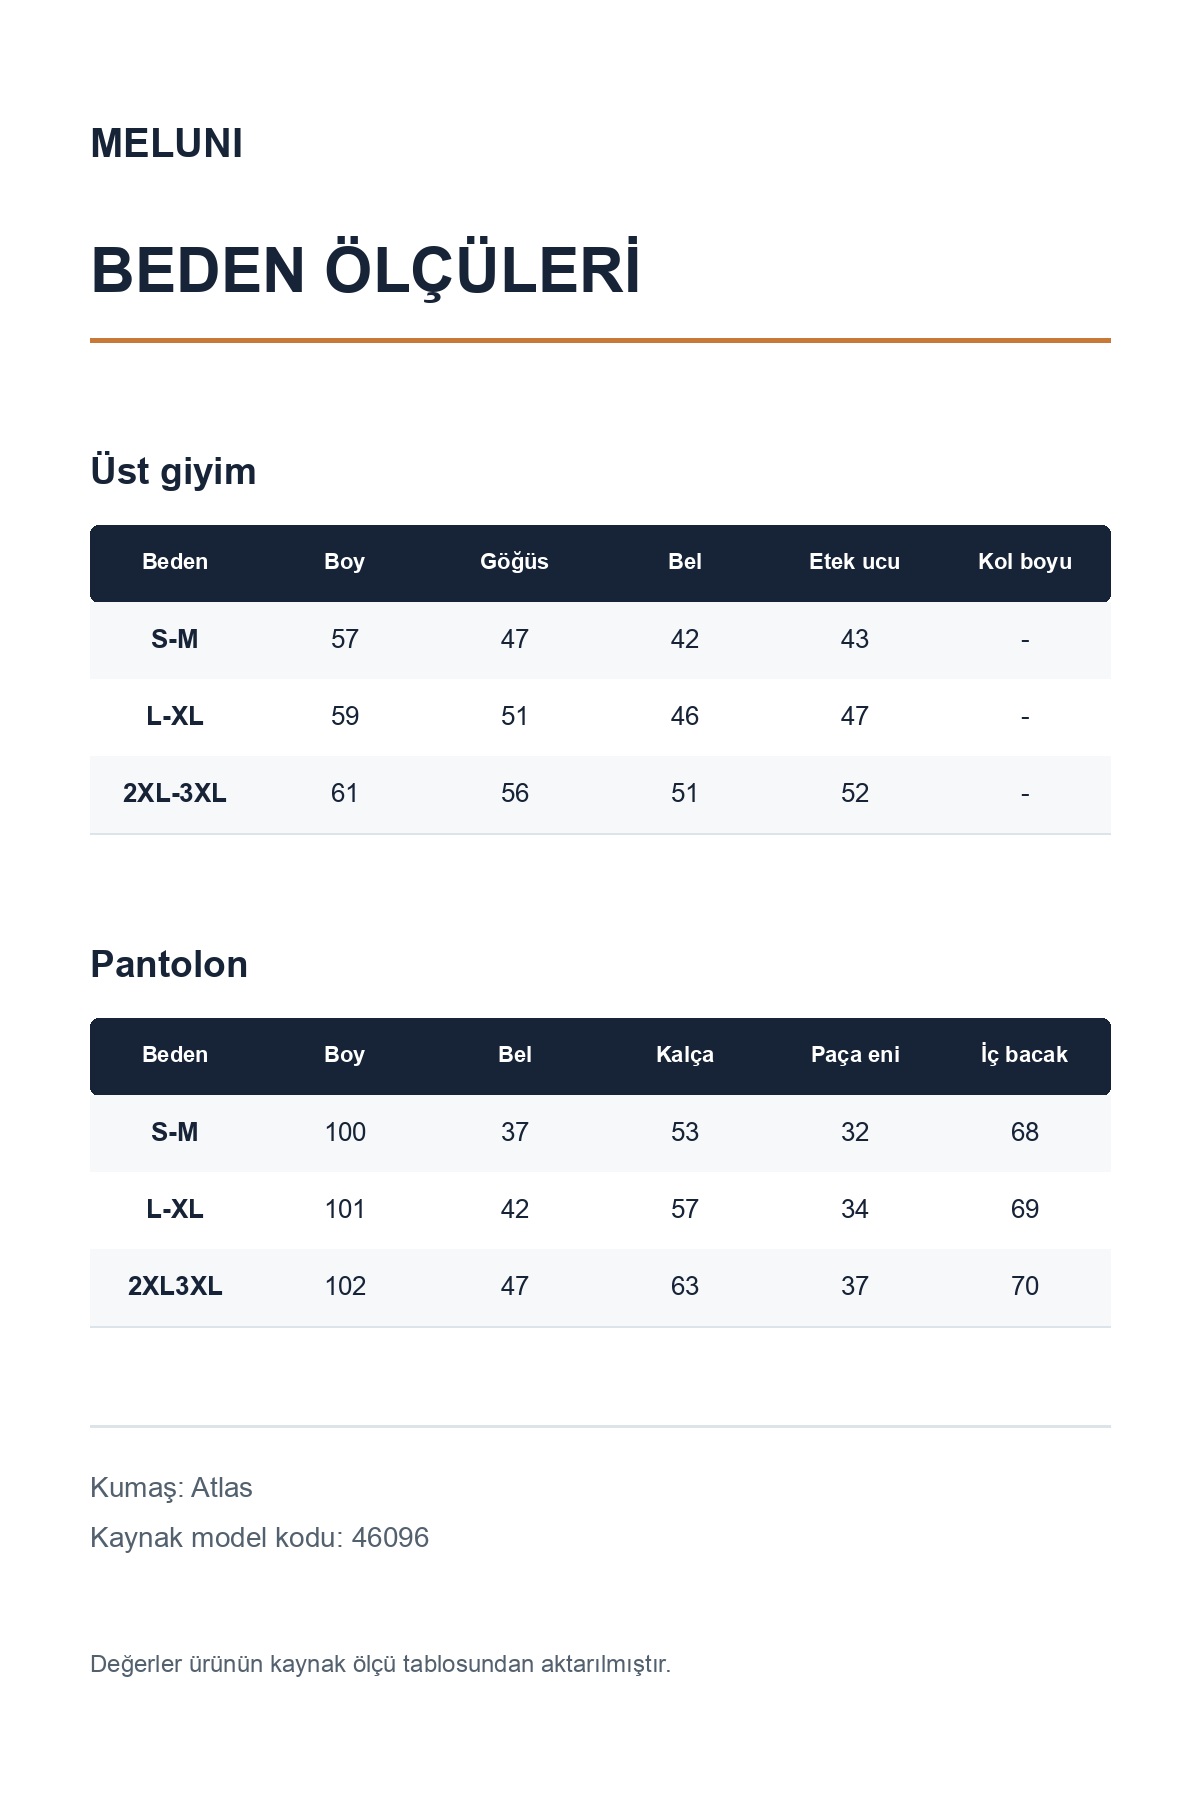 MELUNI
BEDEN ÖLÇÜLERİ
Üst giyim
Beden Boy Göğüs Bel Etek ucu Kol boyu
S-M 57 47 42 43 -
L-XL 59 51 46 47 -
2XL-3XL 61 56 51 52 -
Pantolon
Beden Boy Bel Kalça Paça eni İç bacak
S-M 100 37 53 32 68
L-XL 101 42 57 34 69
2XL3XL 102 47 63 37 70
Kumaş: Atlas
Kaynak model kodu: 46096
Değerler ürünün kaynak ölçü tablosundan aktarılmıştır.